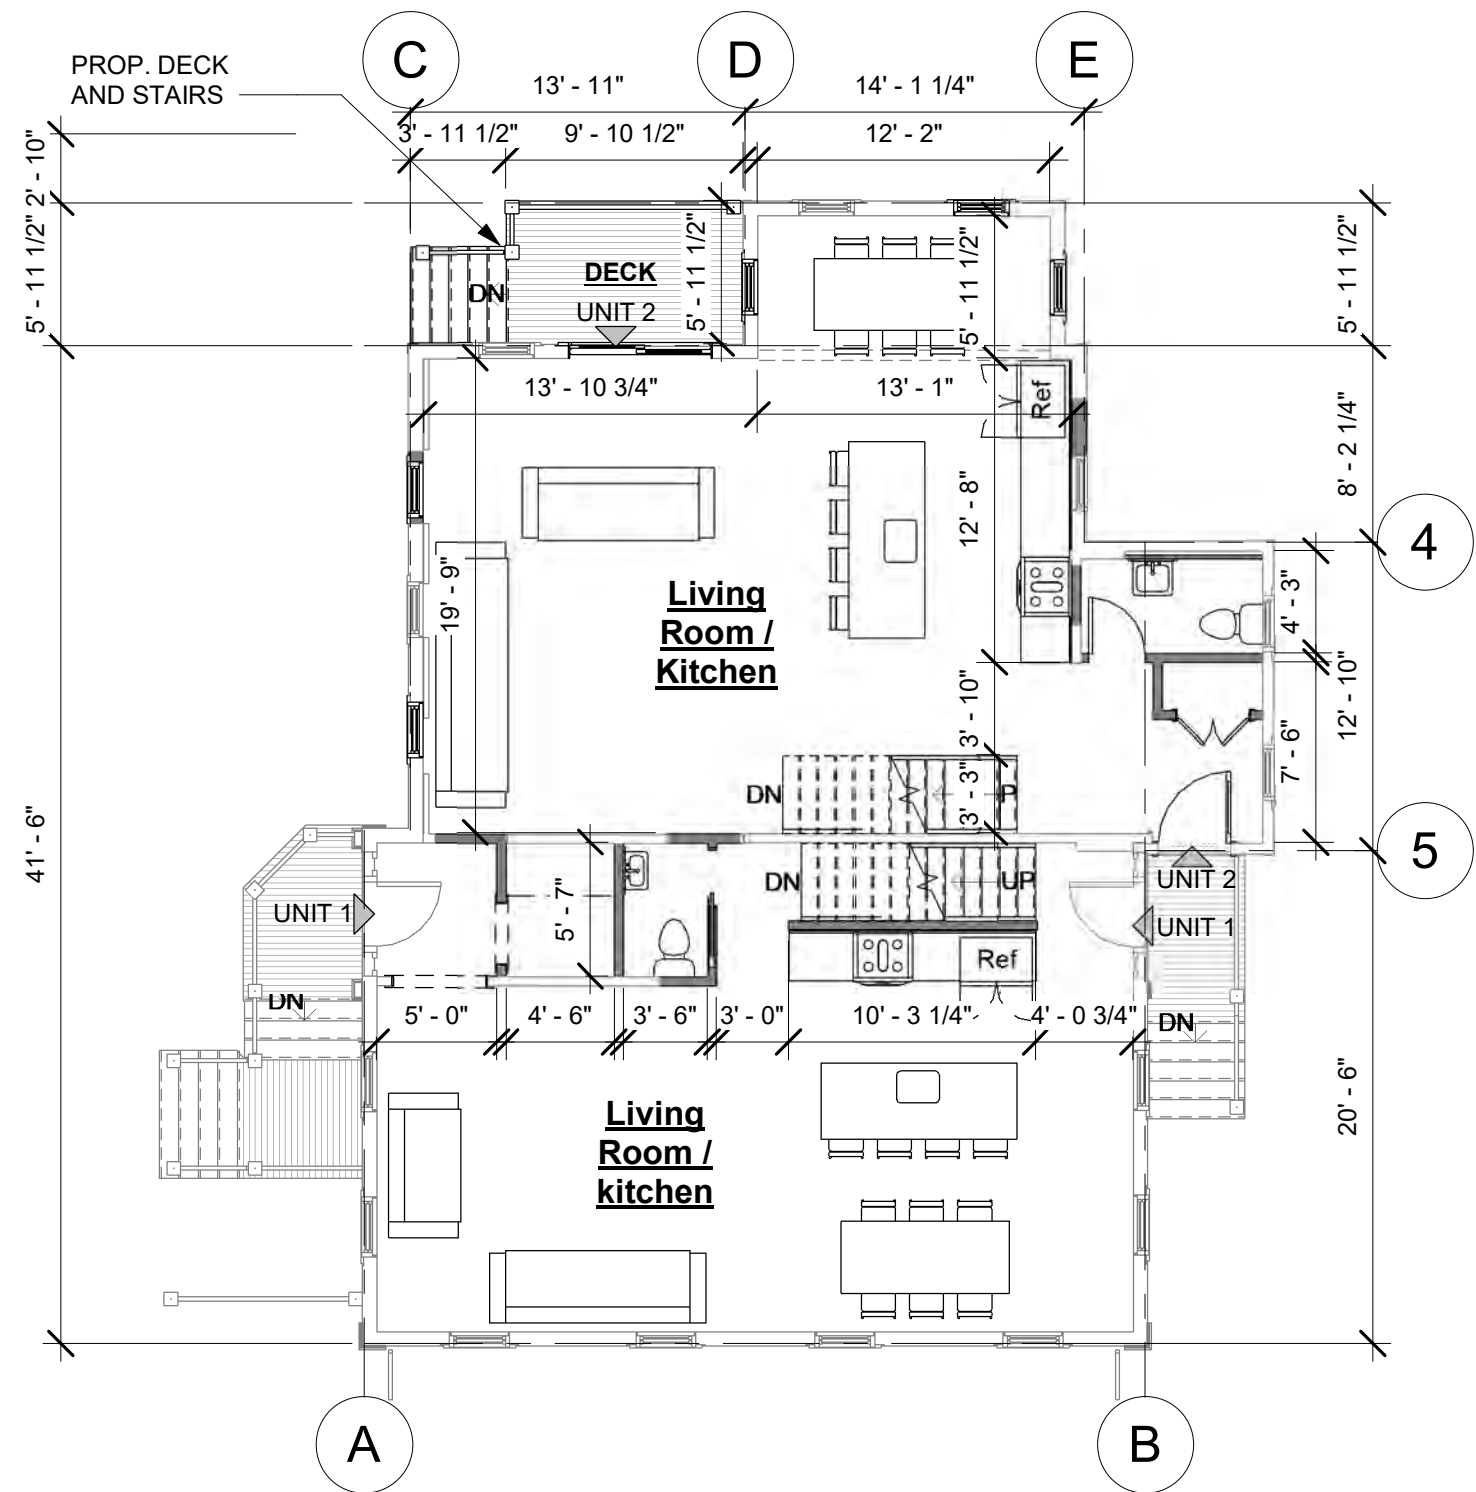 C
D
E
PROP. DECK
AND STAIRS
13' - 11"
14' - 1 1/4"
3' - 11 1/2"
9' - 10 1/2"
12' - 2"
2' - 10"
5' - 11 1/2"
5' - 11 1/2"
5' - 11 1/2"
5' - 11 1/2"
DECK
DN
UNIT 2
13' - 10 3/4"
13' - 1"
Ref
8' - 2 1/4"
12' - 8"
4
19' - 9"
Living
Room /
Kitchen
4' - 3"
3' - 10"
12' - 10"
7' - 6"
3' - 3"
DN
P
41' - 6"
5
DN
UP
UNIT 2
UNIT 1
5' - 7"
UNIT 1
Ref
DN
5' - 0"
4' - 6"
3' - 6"
3' - 0"
10' - 3 1/4"
4' - 0 3/4"
DN
20' - 6"
Living
Room /
kitchen
A
B